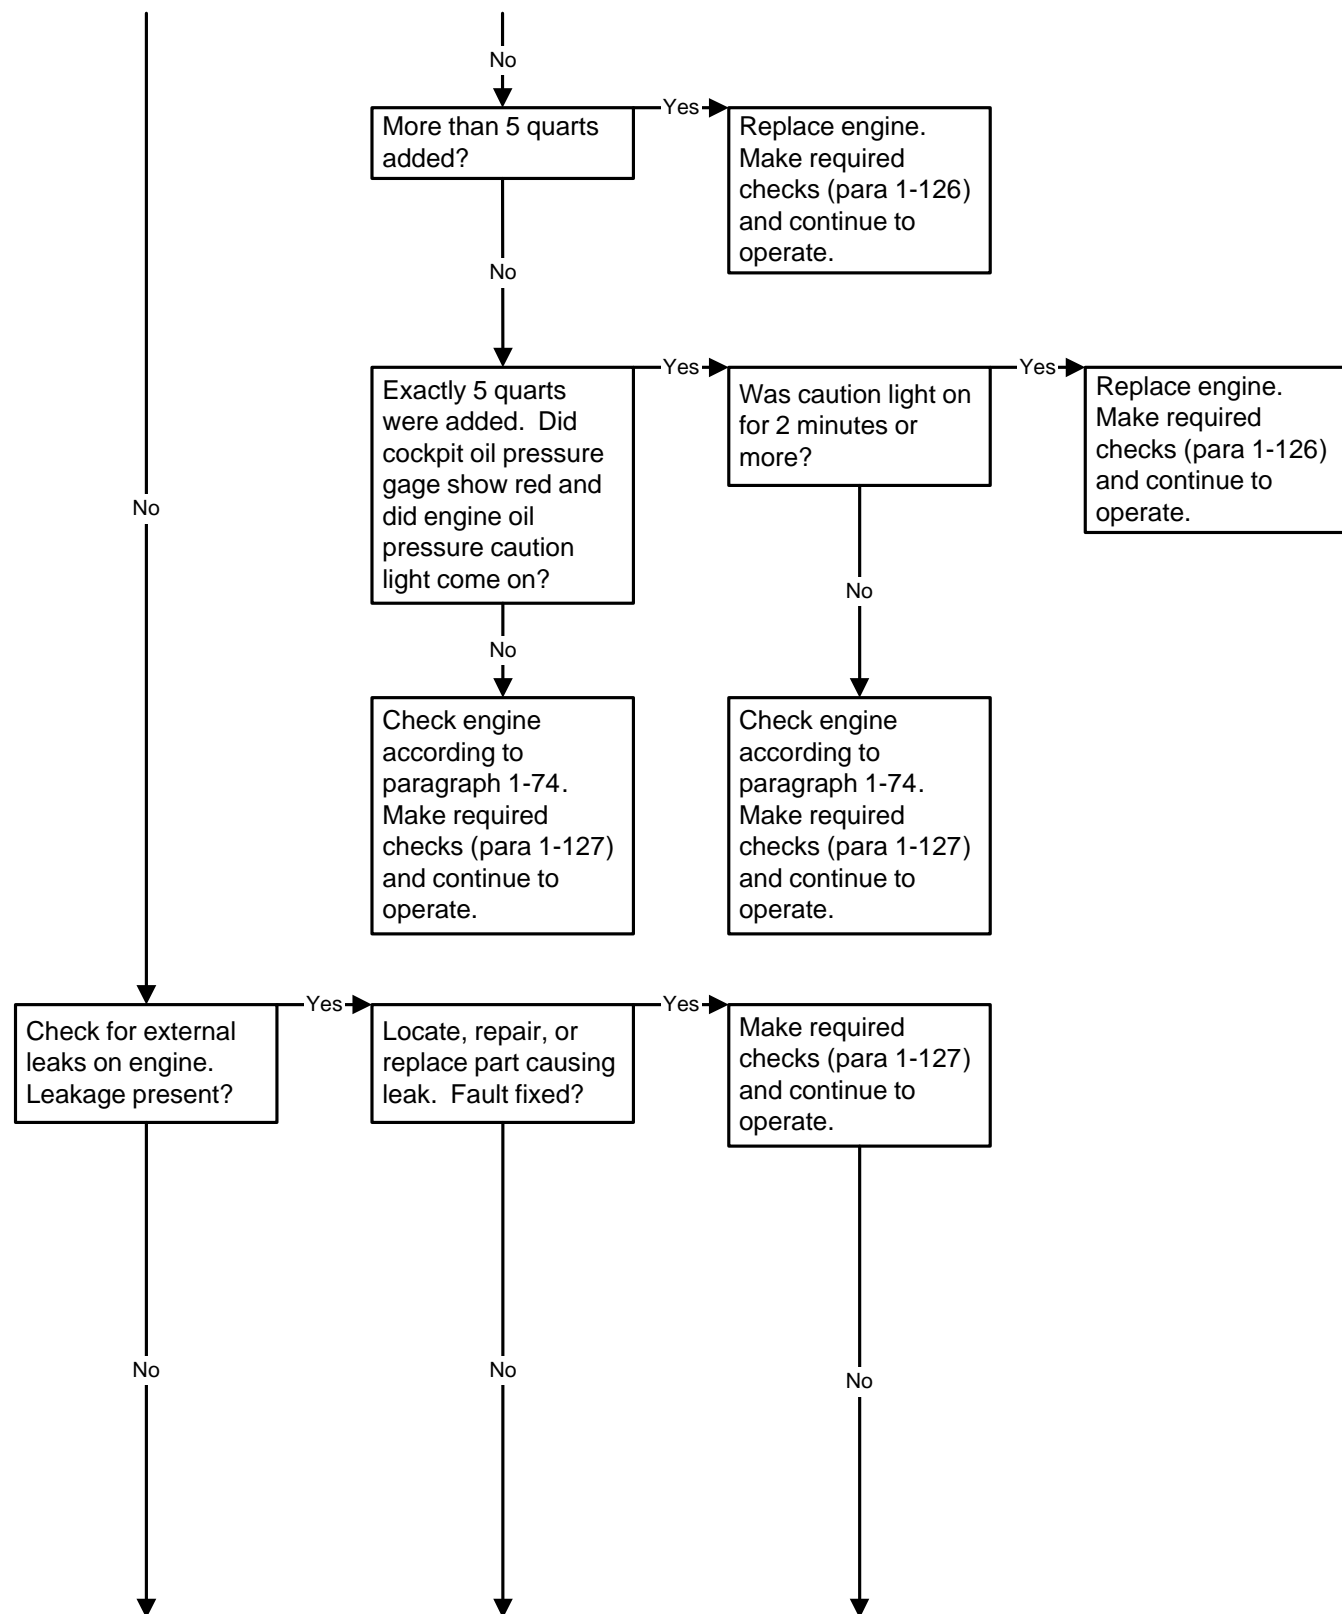 No
More than 5 quarts
added?
Yes
Replace engine.
Make required
checks (para 1-126)
and continue to
operate.
No
Exactly 5 quarts
were added.  Did
cockpit oil pressure
gage show red and
did engine oil
pressure caution
light come on?
Yes
Was caution light on
for 2 minutes or
more?
Yes
Replace engine.
Make required
checks (para 1-126)
and continue to
operate.
No
No
No
Check engine
according to
paragraph 1-74.
Make required
checks (para 1-127)
and continue to
operate.
Check engine
according to
paragraph 1-74.
Make required
checks (para 1-127)
and continue to
operate.
Check for external
leaks on engine.
Leakage present?
Yes
Locate, repair, or
replace part causing
leak.  Fault fixed?
Yes
Make required
checks (para 1-127)
and continue to
operate.
No
No
No